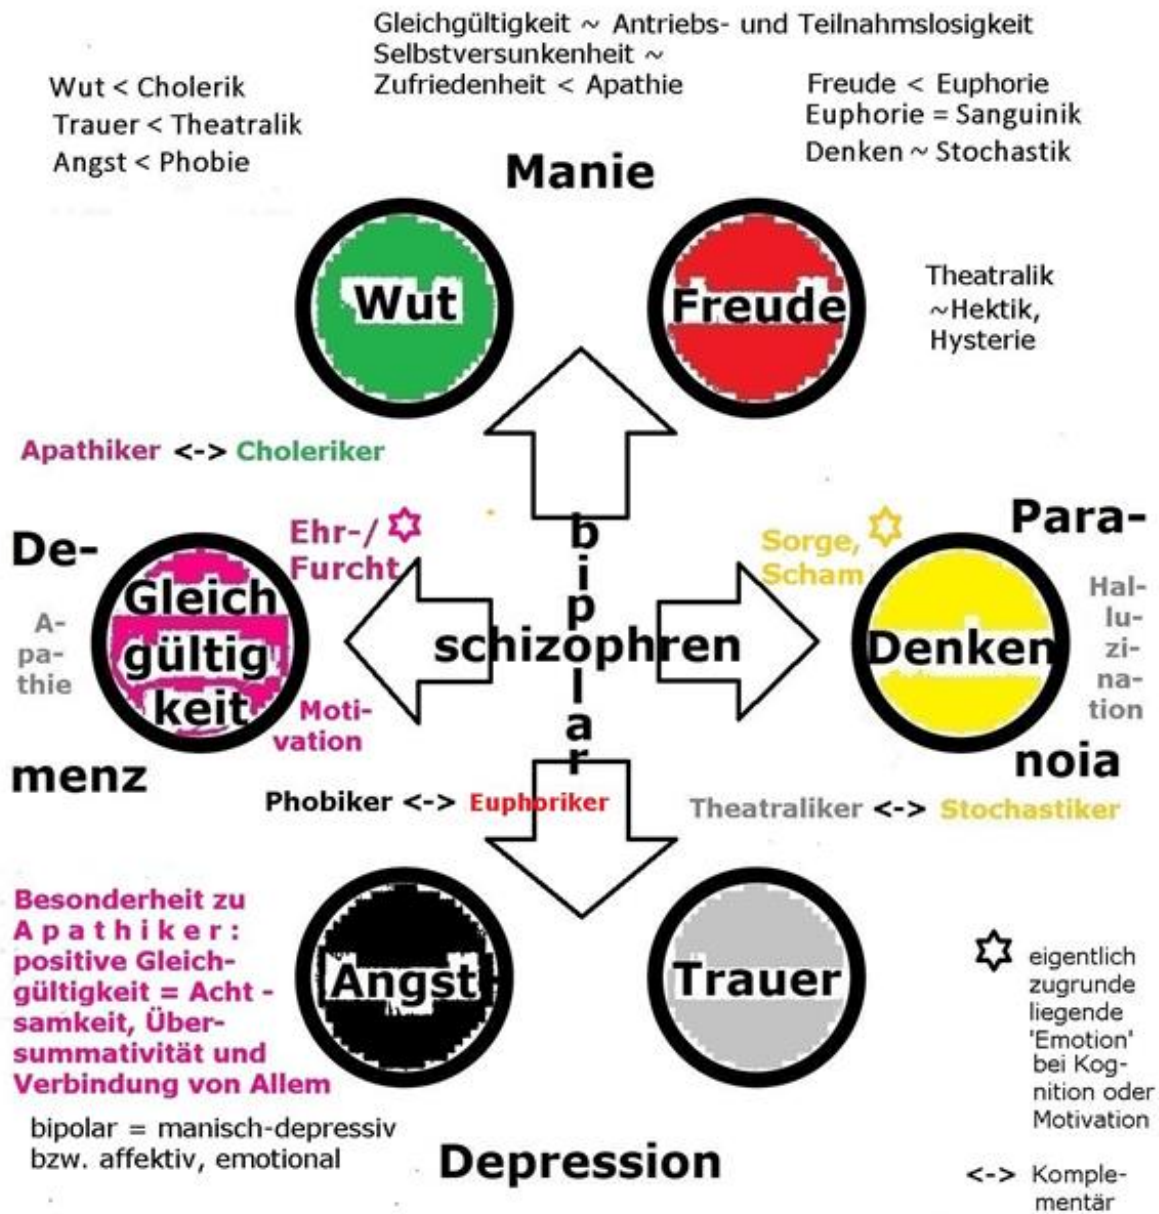 Gleichgültigkeit ~ Antriebs- und Teilnahmslosigkeit
Selbstversunkenheit ~
Zufriedenheit < Apathie
Wut < Cholerik
Trauer < Theatralik
Angst < Phobie
Freude < Euphorie
Euphorie = Sanguinik
Denken ~ Stochastik
Manie
Wut
Freude
Theatralik
~Hektik,
Hysterie
Apathiker <-> Choleriker
De-
menz
A-
pa-
thie
Gleich
gültig
keit
Ehr-/
Furcht
Moti-
vation
bipolar
schizophren
Sorge,
Scham
Denken
Para-
noia
Hal-
lu-
zi-
na-
tion
Phobiker <-> Euphoriker
Theatraliker <-> Stochastiker
Besonderheit zu
Apathiker:
positive Gleich-
gültigkeit = Acht -
samkeit, Über-
summativität und
Verbindung von Allem
Angst
Trauer
eigentlich
zugrunde
liegende
'Emotion'
bei Kog-
nition oder
Motivation
bipolar = manisch-depressiv
bzw. affektiv, emotional
Depression
<-> Komple-
mentär